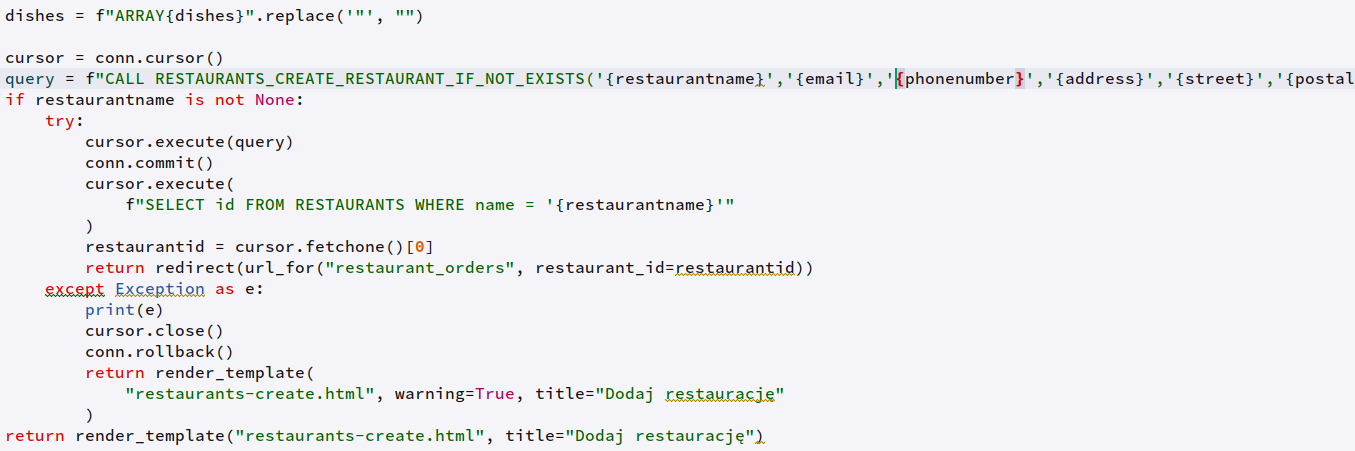 dishes = f"ARRAY{dishes}".replace('"', "")
cursor = conn.cursor()
query = f"CALL RESTAURANTS_CREATE_RESTAURANT_IF_NOT_EXISTS('{restaurantname}','{email}','{phonenumber}','{address}','{street}','{postal
if restaurantname is not None:
    try:
        cursor.execute(query)
        conn.commit()
        cursor.execute(
            f"SELECT id FROM RESTAURANTS WHERE name = '{restaurantname}'"
        )
        restaurantid = cursor.fetchone()[0]
        return redirect(url_for("restaurant_orders", restaurant_id=restaurantid))
    except Exception as e:
        print(e)
        cursor.close()
        conn.rollback()
        return render_template(
            "restaurants-create.html", warning=True, title="Dodaj restaurację"
        )
return render_template("restaurants-create.html", title="Dodaj restaurację")